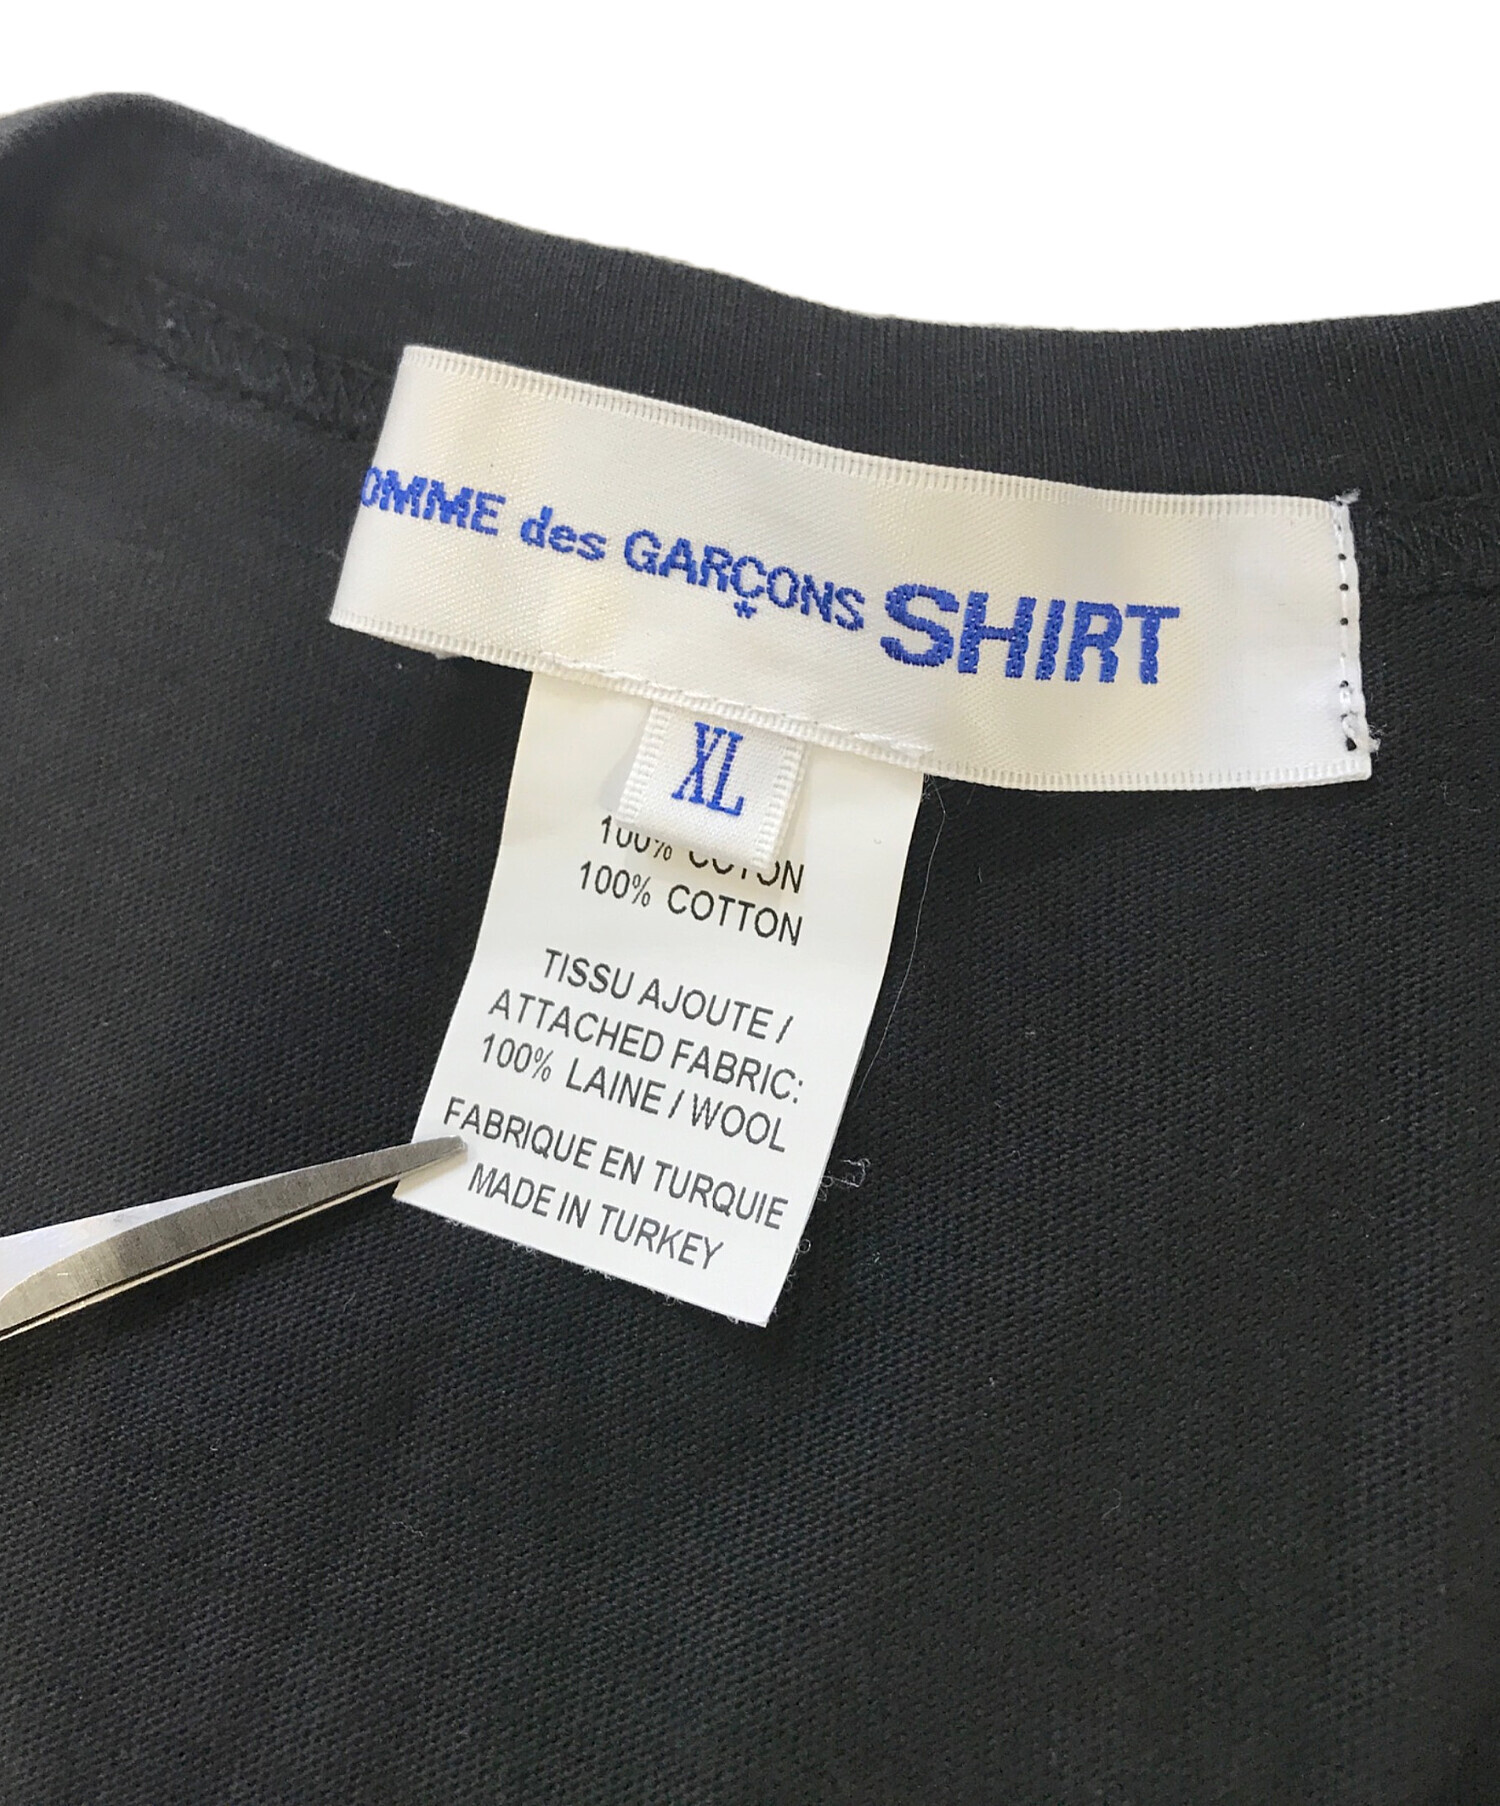 OMME des GARÇONS SHIRT
XL
100% COTON
100% COTTON
TISSU AJOUTE /
ATTACHED FABRIC:
100% LAINE / WOOL
FABRIQUE EN TURQUIE
MADE IN TURKEY